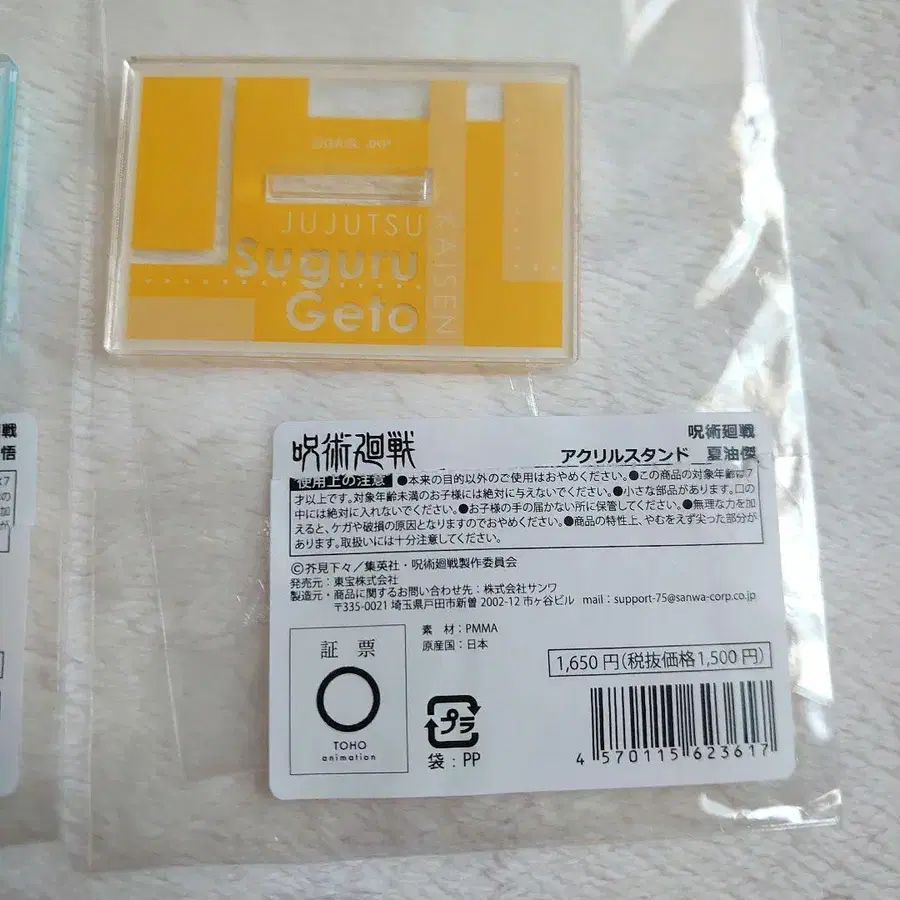 JUJUTSU
KAISEN
Suguru
Geto
呪術廻戦
呪術廻戦
アクリルスタンド 夏油傑
使用上の注意 ●本来の目的以外のご使用はおやめください。●この商品の対象年齢は7
才以上です。対象年齢未満のお子様には絶対に与えないでください。●小さな部品があります。口の
中には絶対に入れないでください。●お子様の手の届かない所に保管してください。●無理な力を加
えると、ケガや破損の原因となりますのでおやめください。●商品の特性上、やむをえず尖った部分が
あります。取扱いには十分注意してください。
©芥見下々／集英社・呪術廻戦製作委員会
発売元：東宝株式会社
製造元・商品に関するお問い合わせ先：株式会社サンワ
〒335-0021 埼玉県戸田市新曽 2002-12 市ヶ谷ビル mail：support-75@sanwa-corp.co.jp
素 材：PMMA
原産国：日本
証 票
TOHO
animation
プラ
袋：PP
1,650 円（税抜価格1,500 円）
4 570115 623617
戦
悟